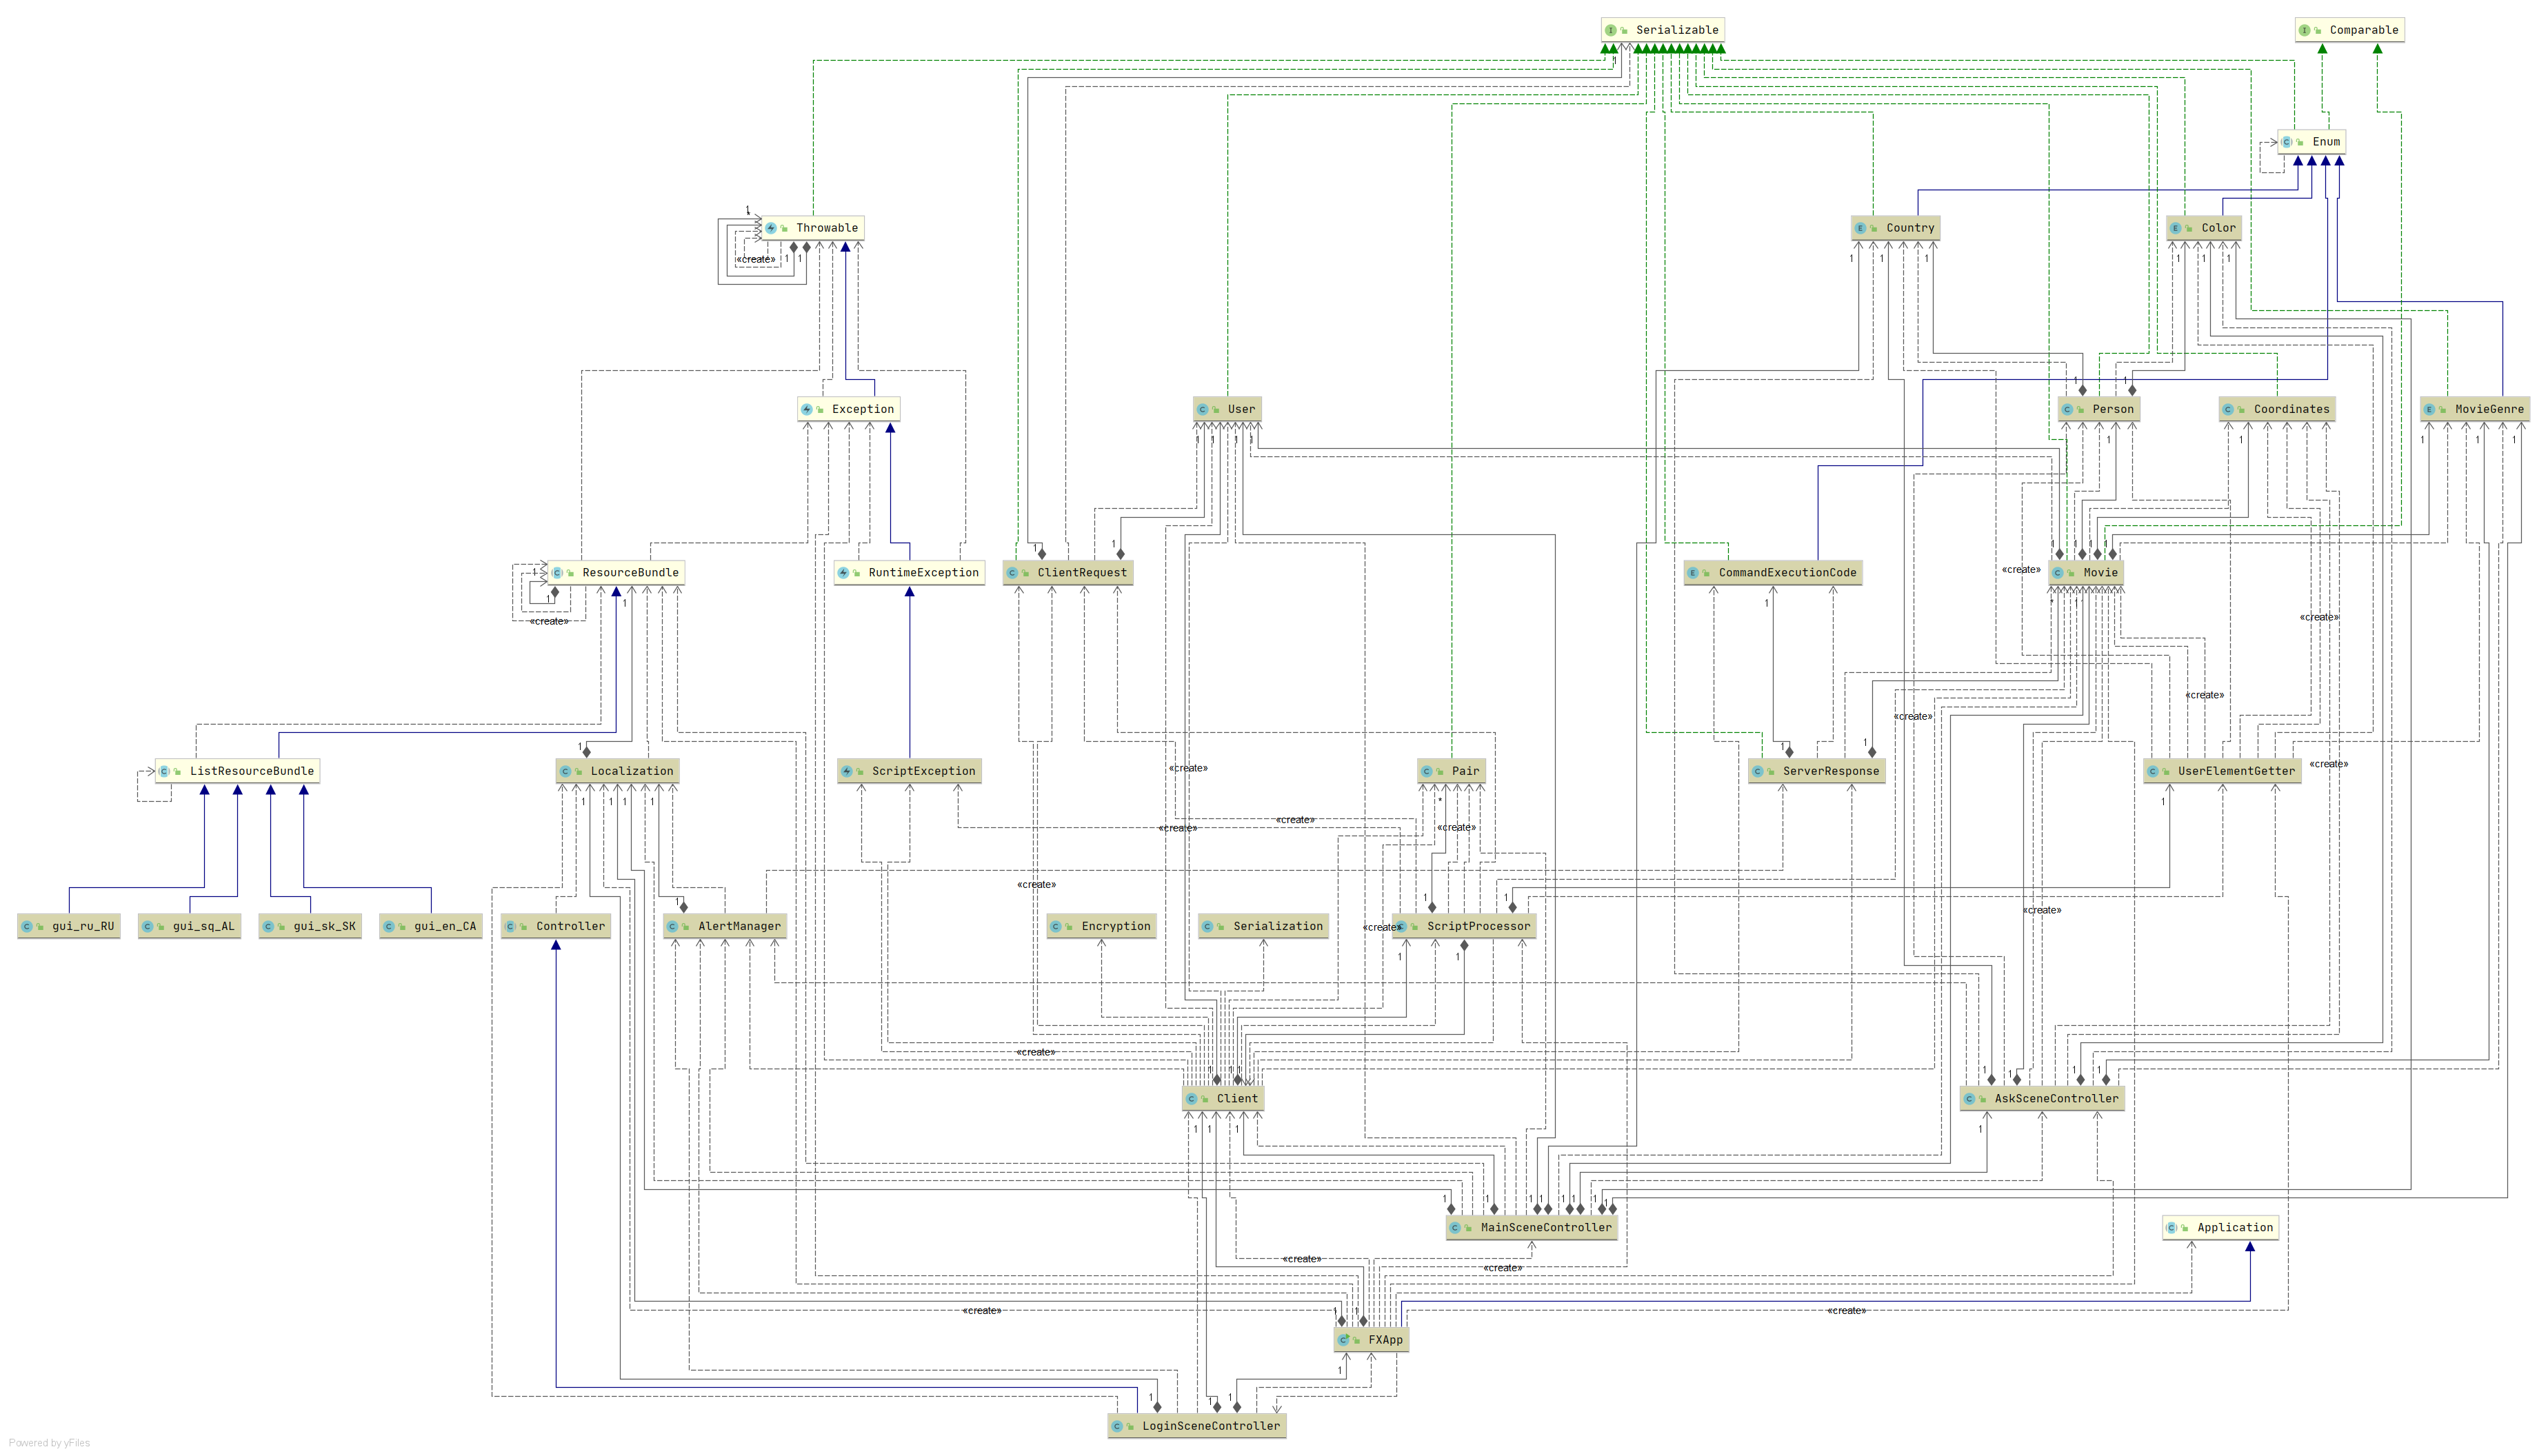 Serializable
Comparable
Enum
Throwable
«create»
Country
Color
Exception
User
Person
Coordinates
MovieGenre
ResourceBundle
«create»
RuntimeException
ClientRequest
CommandExecutionCode
«create»
Movie
«create»
«create»
«create»
ListResourceBundle
Localization
ScriptException
«create»
Pair
ServerResponse
UserElementGetter
«create»
«create»
«create»
«create»
«create»
«create»
gui_ru_RU
gui_sq_AL
gui_sk_SK
gui_en_CA
Controller
AlertManager
Encryption
Serialization
«create»
ScriptProcessor
«create»
Client
AskSceneController
MainSceneController
Application
«create»
«create»
«create»
«create»
FXApp
LoginSceneController
Powered by yFiles